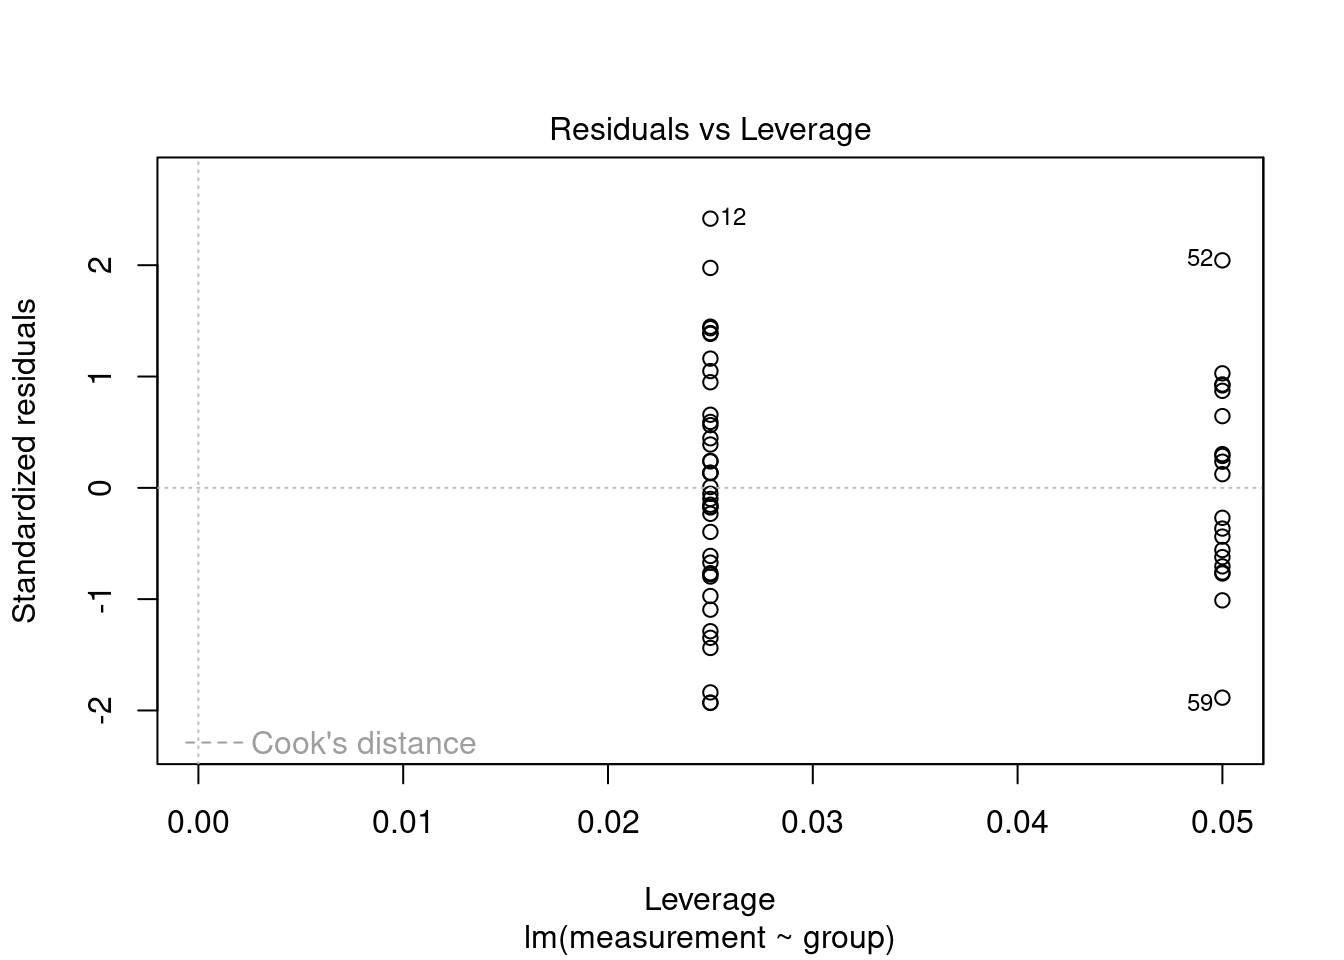 Residuals vs Leverage
Standardized residuals
2
1
0
-1
-2
12
52
59
Cook's distance
0.00 0.01 0.02 0.03 0.04 0.05
Leverage
lm(measurement ~ group)